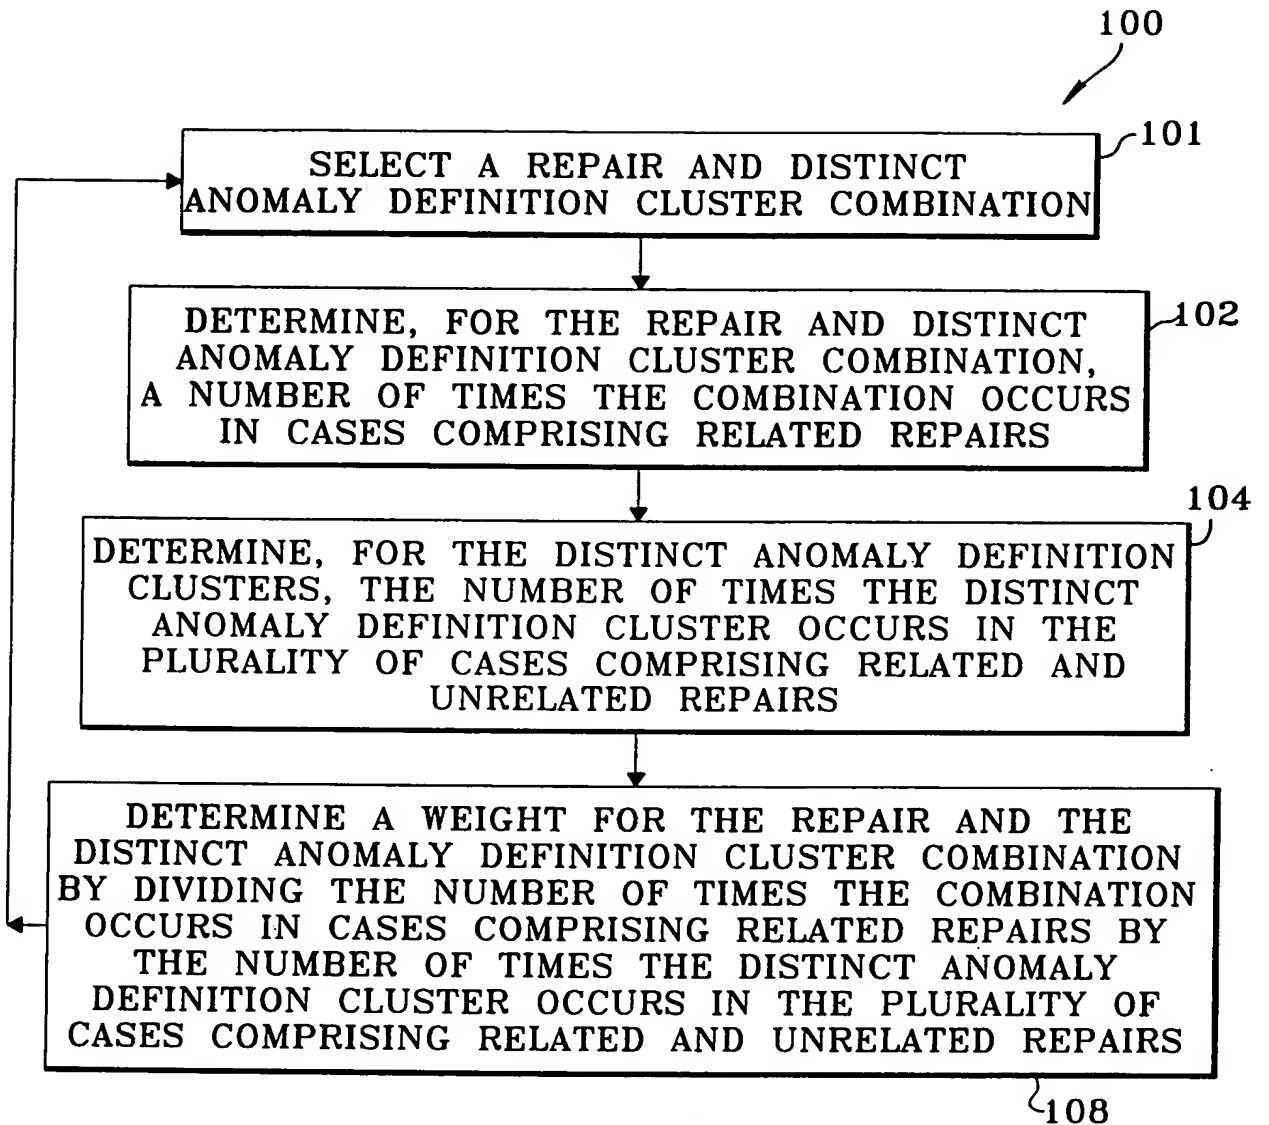 100
101
SELECT A REPAIR AND DISTINCT
ANOMALY DEFINITION CLUSTER COMBINATION
102
DETERMINE, FOR THE REPAIR AND DISTINCT
ANOMALY DEFINITION CLUSTER COMBINATION,
A NUMBER OF TIMES THE COMBINATION OCCURS
IN CASES COMPRISING RELATED REPAIRS
104
DETERMINE, FOR THE DISTINCT ANOMALY DEFINITION
CLUSTERS, THE NUMBER OF TIMES THE DISTINCT
ANOMALY DEFINITION CLUSTER OCCURS IN THE
PLURALITY OF CASES COMPRISING RELATED AND
UNRELATED REPAIRS
DETERMINE A WEIGHT FOR THE REPAIR AND THE
DISTINCT ANOMALY DEFINITION CLUSTER COMBINATION
BY DIVIDING THE NUMBER OF TIMES THE COMBINATION
OCCURS IN CASES COMPRISING RELATED REPAIRS BY
THE NUMBER OF TIMES THE DISTINCT ANOMALY
DEFINITION CLUSTER OCCURS IN THE PLURALITY OF
CASES COMPRISING RELATED AND UNRELATED REPAIRS
108